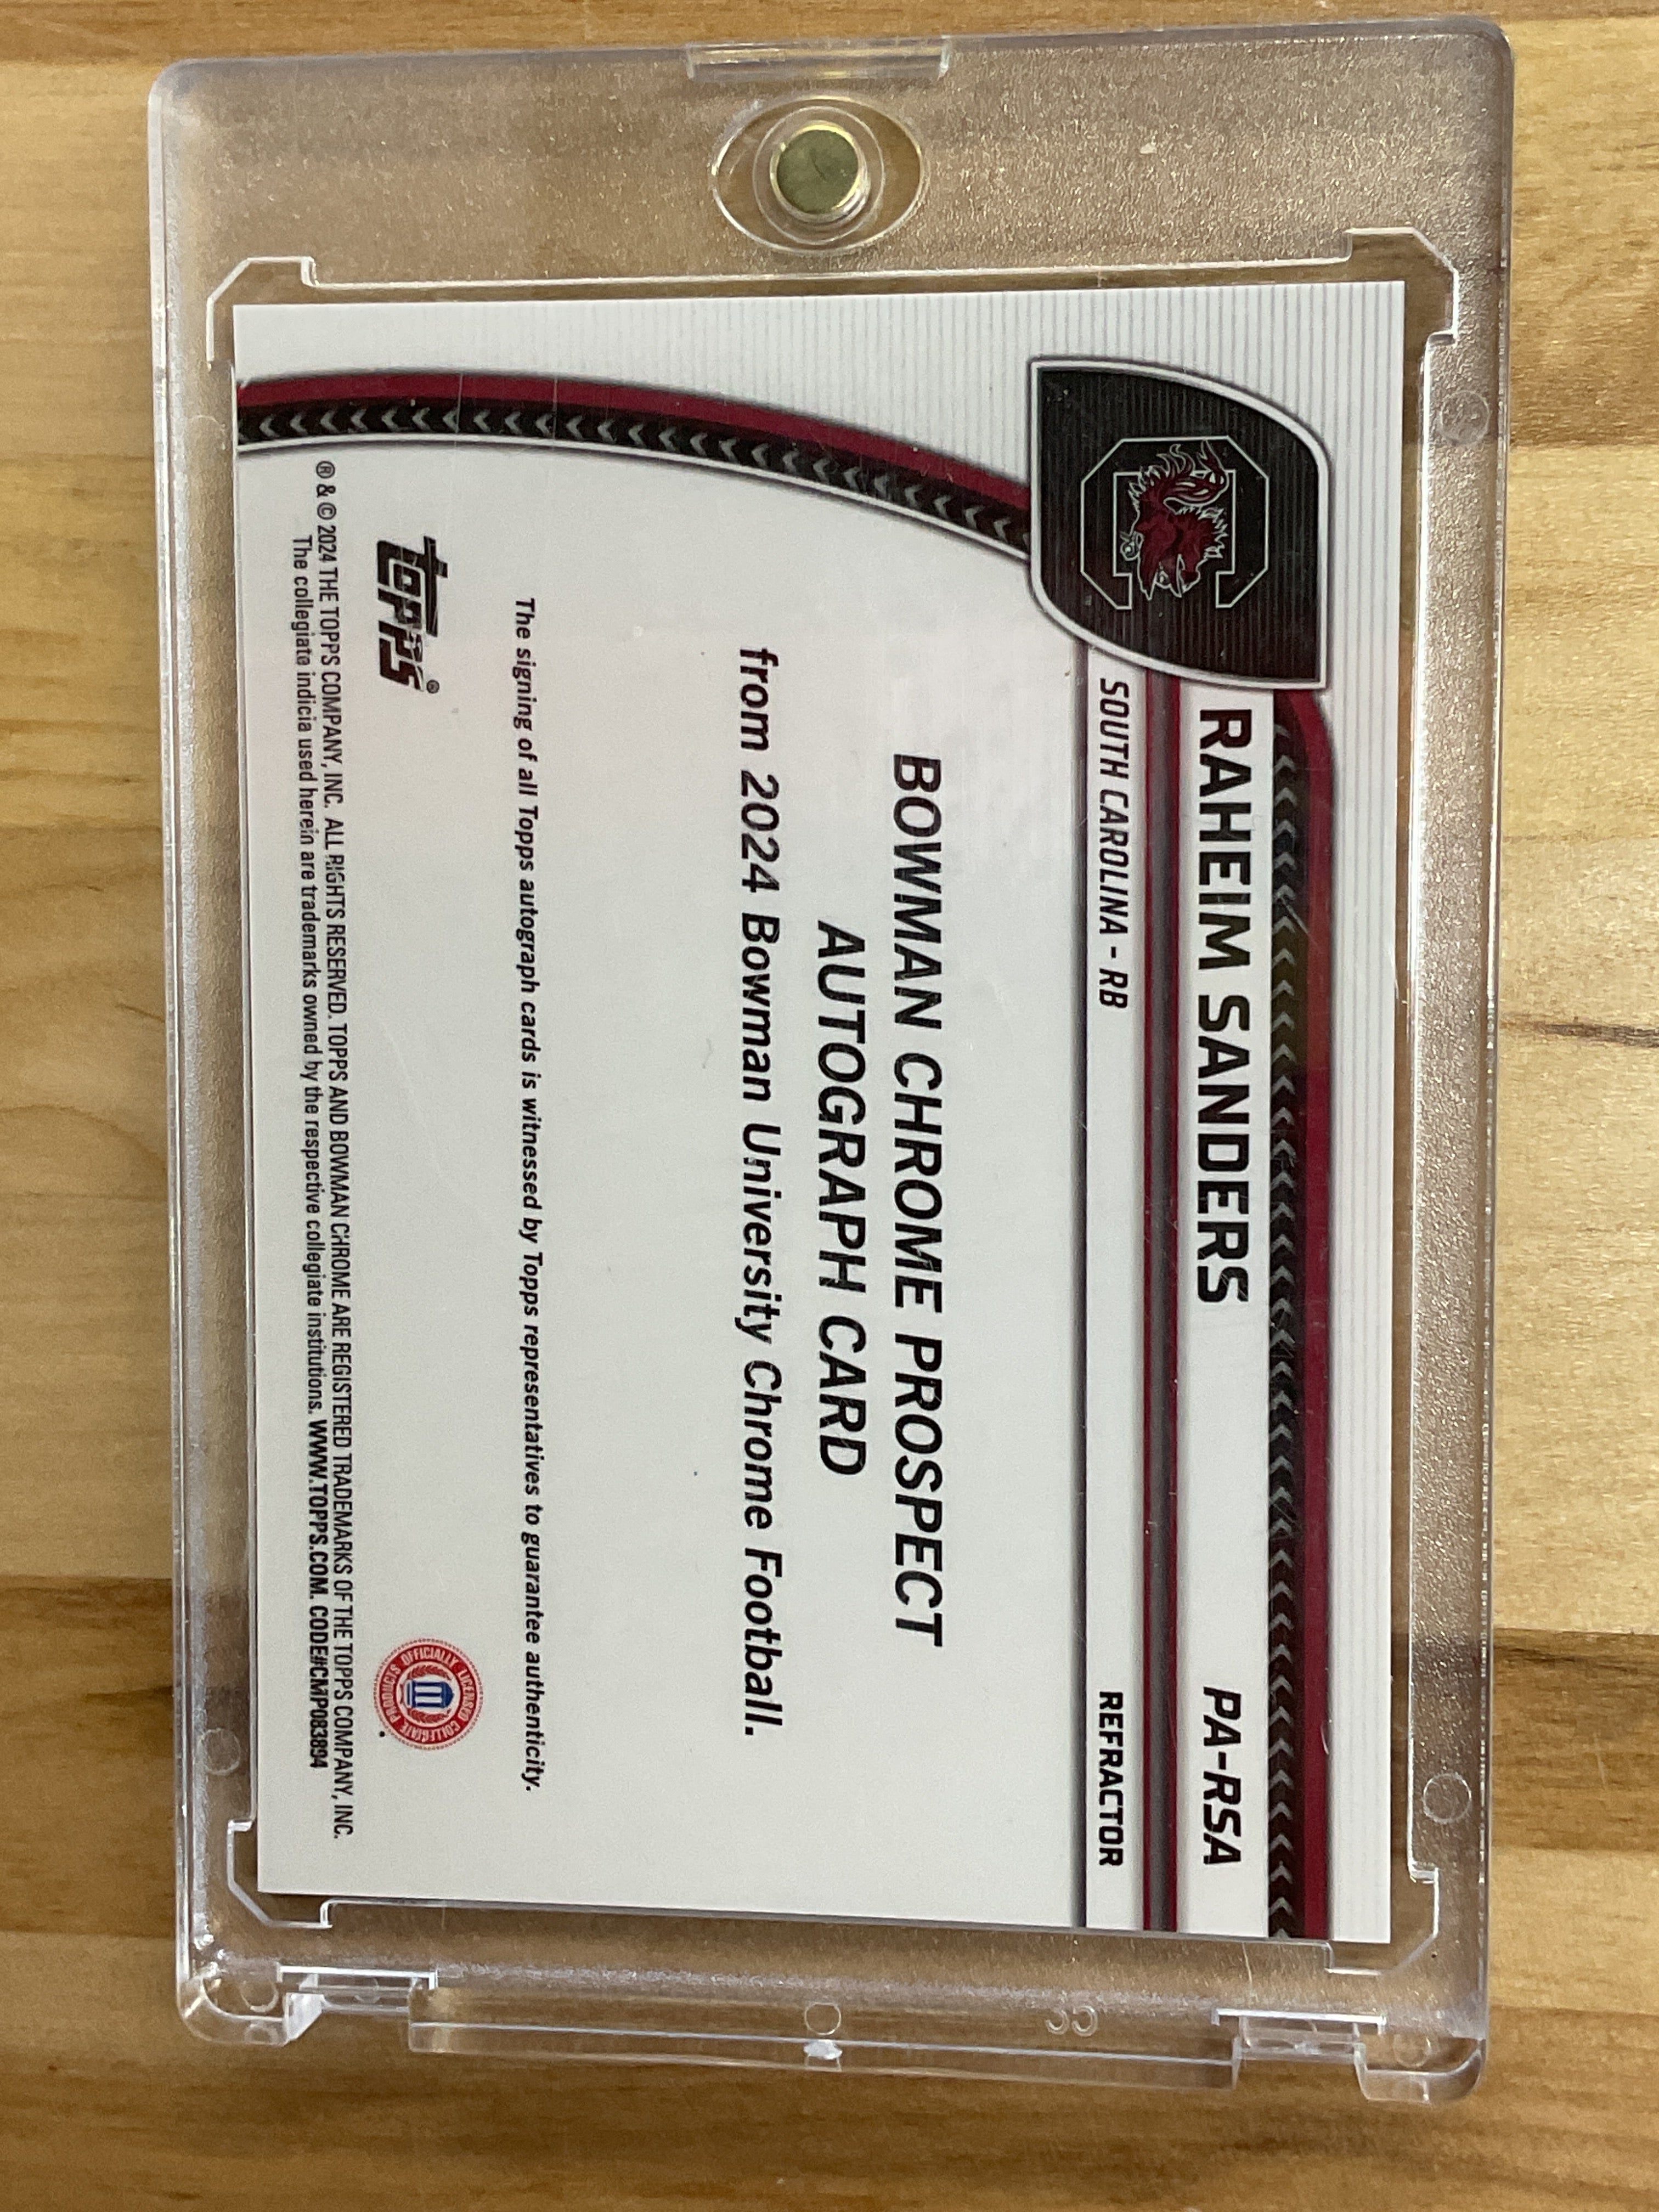 RAHEIM SANDERS PA-RSA
SOUTH CAROLINA - RB REFRACTOR
BOWMAN CHROME PROSPECT
AUTOGRAPH CARD
from 2024 Bowman University Chrome Football.
The signing of all Topps autograph cards is witnessed by Topps representatives to guarantee authenticity.
topps®
OFFICIALLY LICENSED COLLEGIATE PRODUCTS
® & © 2024 THE TOPPS COMPANY, INC. ALL RIGHTS RESERVED. TOPPS AND BOWMAN CHROME ARE REGISTERED TRADEMARKS OF THE TOPPS COMPANY, INC.
The collegiate indicia used herein are trademarks owned by the respective collegiate institutions. WWW.TOPPS.COM. CODE#CMP083894